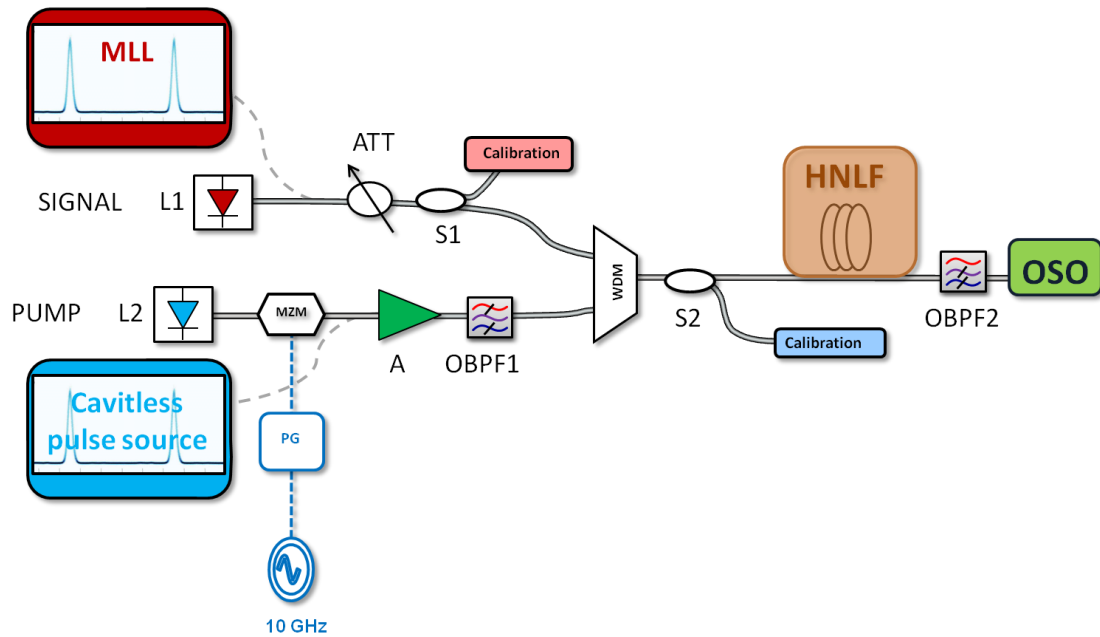 MLL
ATT
Calibration
HNLF
SIGNAL
L1
S1
WDM
OSO
S2
OBPF2
PUMP
L2
MZM
A
OBPF1
Calibration
Cavitless
pulse source
PG
10 GHz